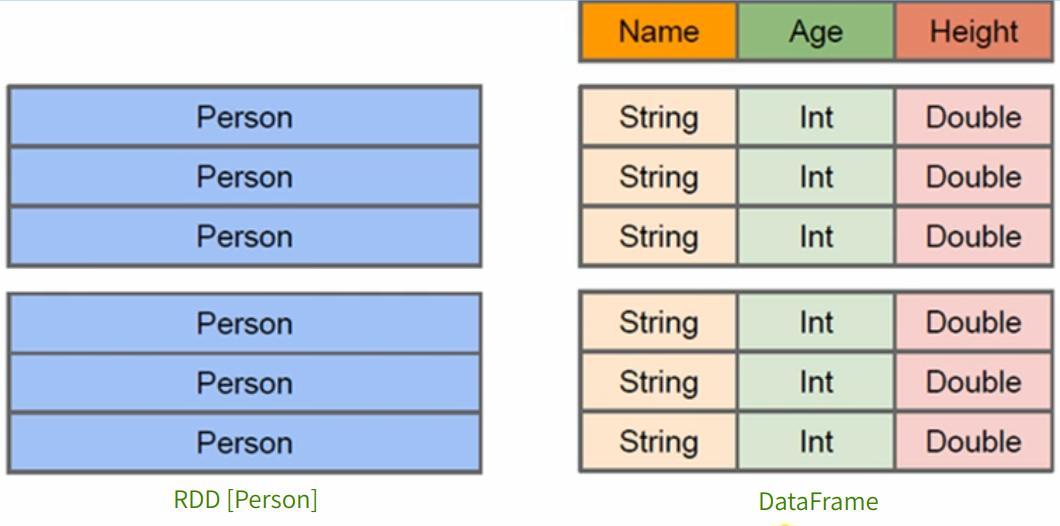 Name Age Height
Person String Int Double
Person String Int Double
Person String Int Double
Person String Int Double
Person String Int Double
Person String Int Double
RDD [Person] DataFrame